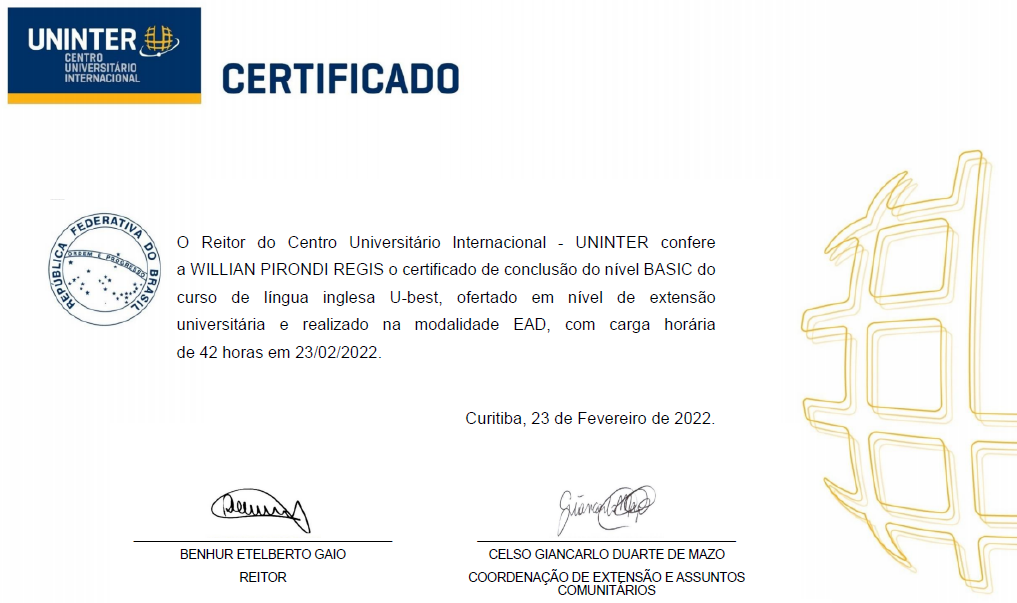 UNINTER
CENTRO
UNIVERSITÁRIO
INTERNACIONAL
CERTIFICADO
REPÚBLICA FEDERATIVA DO BRASIL
ORDEM E PROGRESSO
O Reitor do Centro Universitário Internacional - UNINTER confere
a WILLIAN PIRONDI REGIS o certificado de conclusão do nível BASIC do
curso de língua inglesa U-best, ofertado em nível de extensão
universitária e realizado na modalidade EAD, com carga horária
de 42 horas em 23/02/2022.
Curitiba, 23 de Fevereiro de 2022.
BENHUR ETELBERTO GAIO
REITOR
CELSO GIANCARLO DUARTE DE MAZO
COORDENAÇÃO DE EXTENSÃO E ASSUNTOS
COMUNITÁRIOS